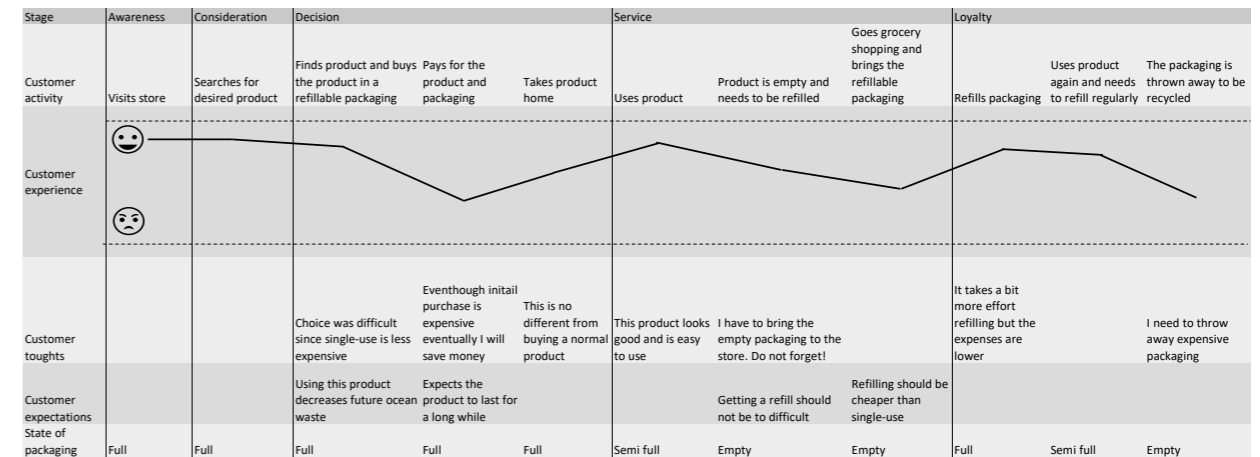 Stage Awareness Consideration Decision Service Loyalty
Customer
activity
Visits store
Searches for
desired product
Finds product and buys
the product in a
refillable packaging
Pays for the
product and
packaging
Takes product
home
Uses product
Product is empty and
needs to be refilled
Goes grocery
shopping and
brings the
refillable
packaging
Refills packaging
Uses product
again and needs
to refill regularly
The packaging is
thrown away to be
recycled
Customer
experience
Customer
toughts
Choice was difficult
since single-use is less
expensive
Eventhough initail
purchase is
expensive
eventually I will
save money
This is no
different from
buying a normal
product
This product looks
good and is easy
to use
I have to bring the
empty packaging to the
store. Do not forget!
It takes a bit
more effort
refilling but the
expenses are
lower
I need to throw
away expensive
packaging
Customer
expectations
Using this product
decreases future ocean
waste
Expects the
product to last for
a long while
Getting a refill should
not be to difficult
Refilling should be
cheaper than
single-use
State of
packaging
Full Full Full Full Full Semi full Empty Empty Full Semi full Empty